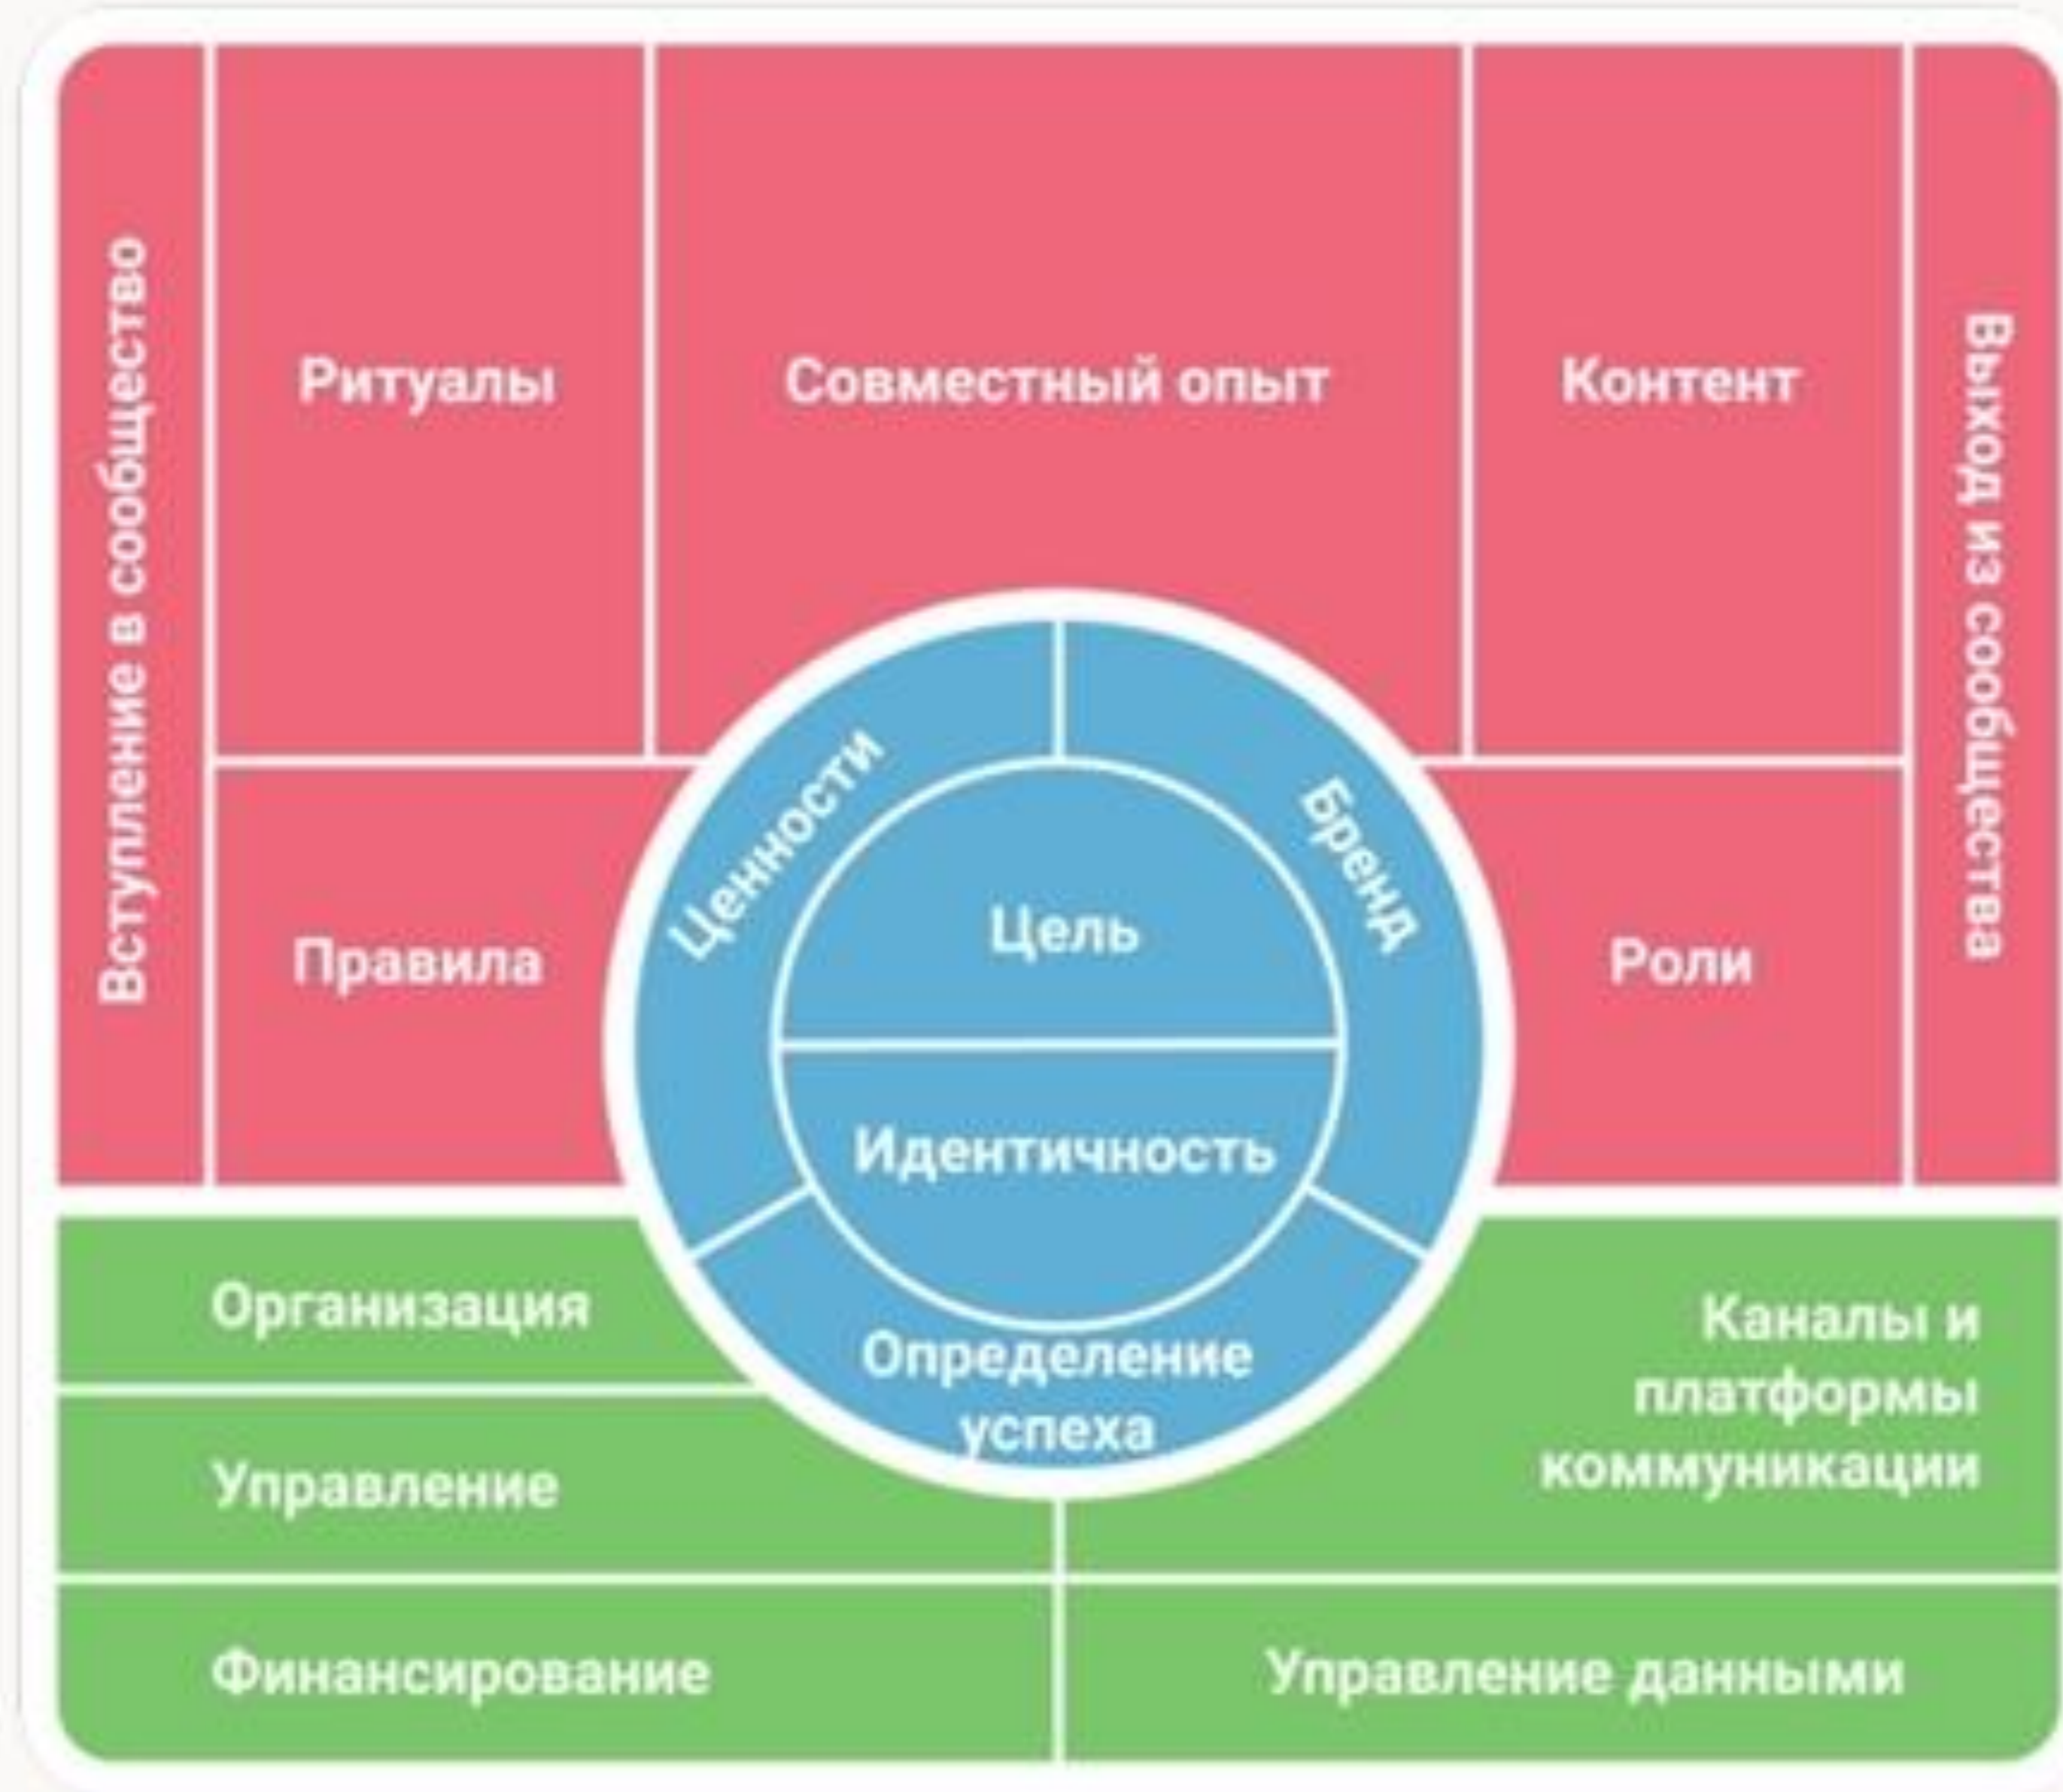 Вступление в сообщество
Ритуалы
Совместный опыт
Контент
Выход из сообщества
Правила
Ценности
Бренд
Цель
Роли
Идентичность
Определение
успеха
Организация
Управление
Финансирование
Каналы и
платформы
коммуникации
Управление данными